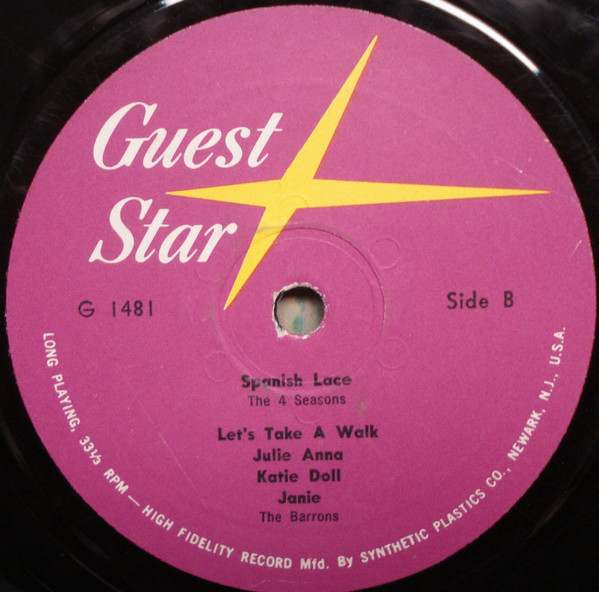 Guest
Star
G 1481
Side B
Spanish Lace
The 4 Seasons
Let's Take A Walk
Julie Anna
Katie Doll
Janie
The Barrons
LONG PLAYING, 33⅓ RPM — HIGH FIDELITY RECORD Mfd. By SYNTHETIC PLASTICS CO., NEWARK, N.J., U.S.A.